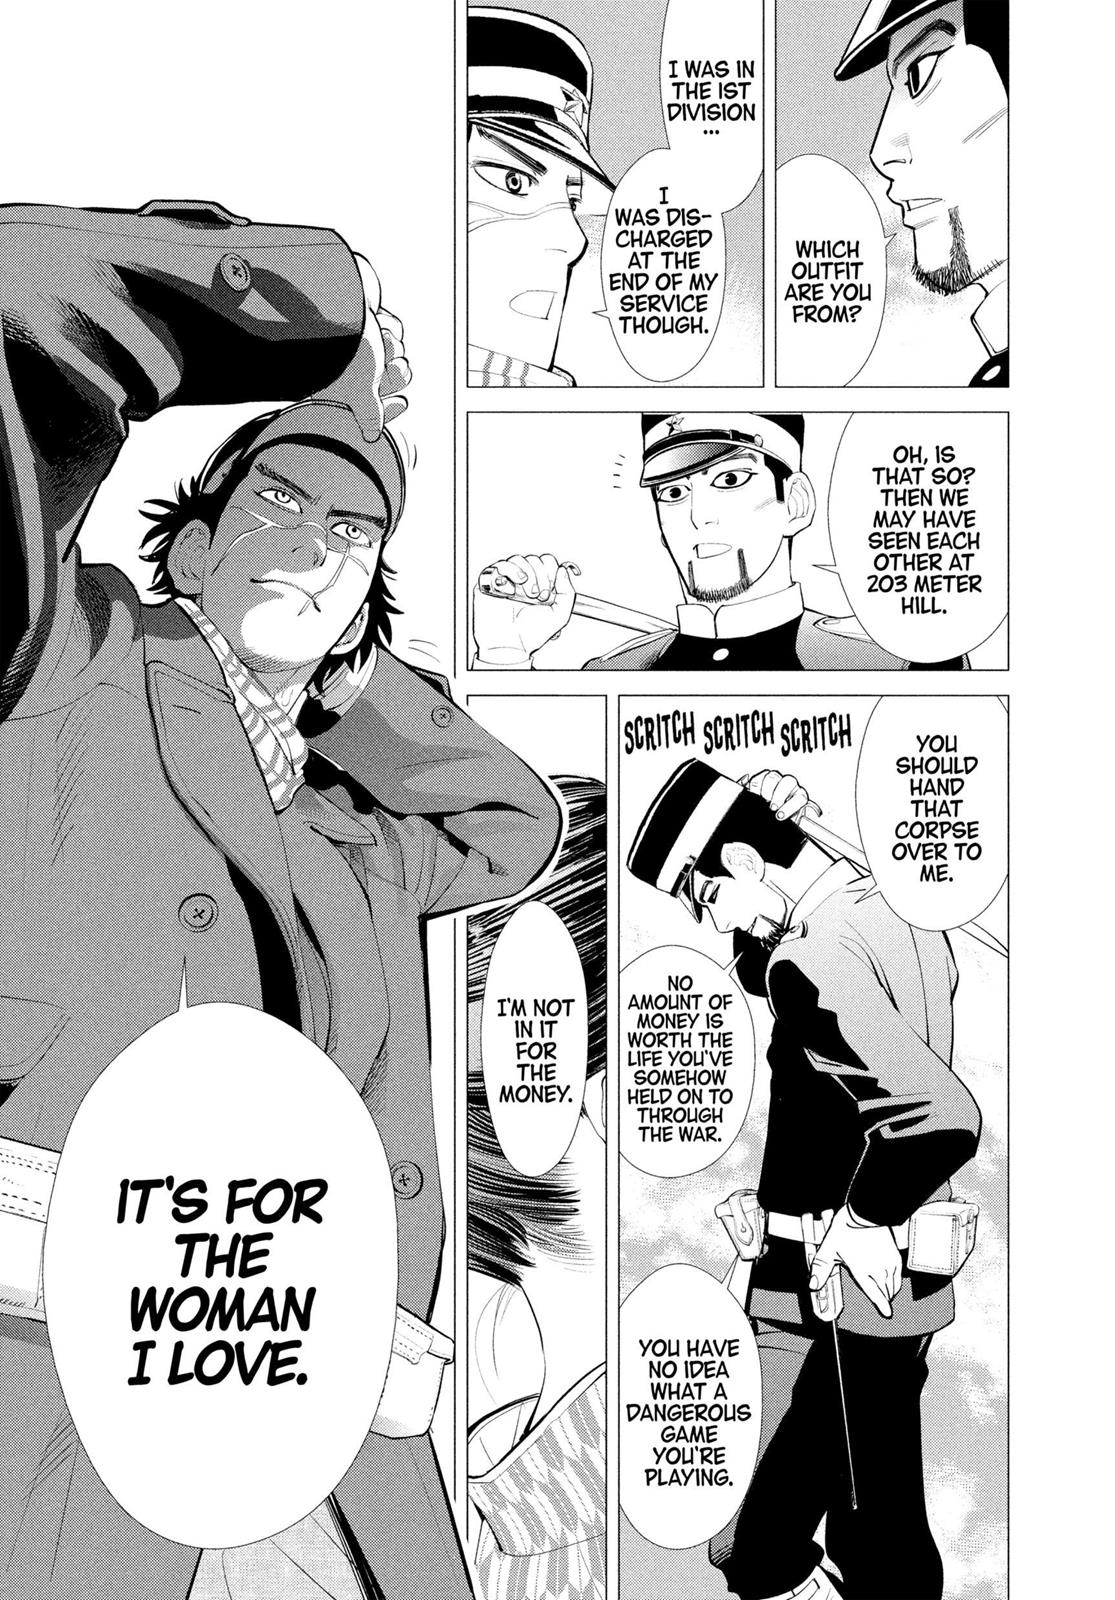 WHICH
OUTFIT
ARE YOU
FROM?
I WAS IN
THE 1ST
DIVISION
...
I
WAS DIS-
CHARGED
AT THE
END OF MY
SERVICE
THOUGH.
OH, IS
THAT SO?
THEN WE
MAY HAVE
SEEN EACH
OTHER AT
203 METER
HILL.
SCRITCH SCRITCH SCRITCH
YOU
SHOULD
HAND
THAT
CORPSE
OVER TO
ME.
NO
AMOUNT OF
MONEY IS
WORTH THE
LIFE YOU'VE
SOMEHOW
HELD ON TO
THROUGH
THE WAR.
YOU HAVE
NO IDEA
WHAT A
DANGEROUS
GAME
YOU'RE
PLAYING.
I'M NOT
IN IT
FOR
THE
MONEY.
IT'S FOR
THE
WOMAN
I LOVE.